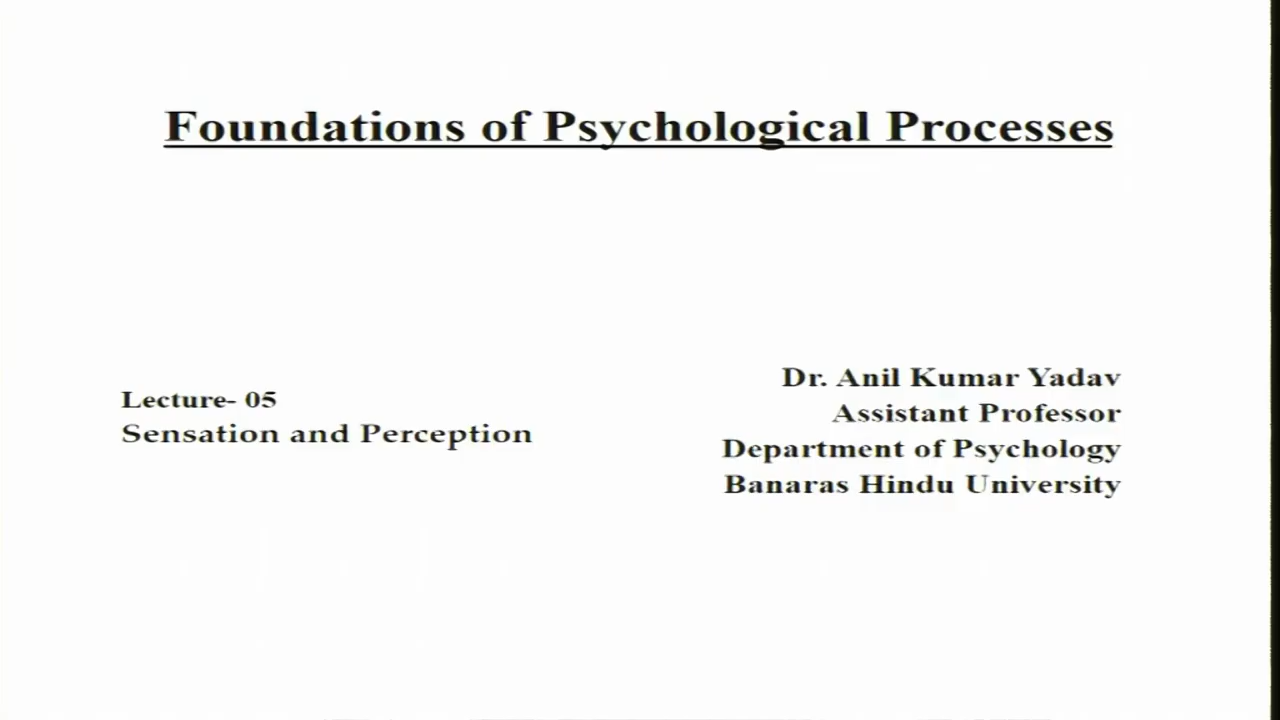 Foundations of Psychological Processes
Lecture- 05
Sensation and Perception
Dr. Anil Kumar Yadav
Assistant Professor
Department of Psychology
Banaras Hindu University